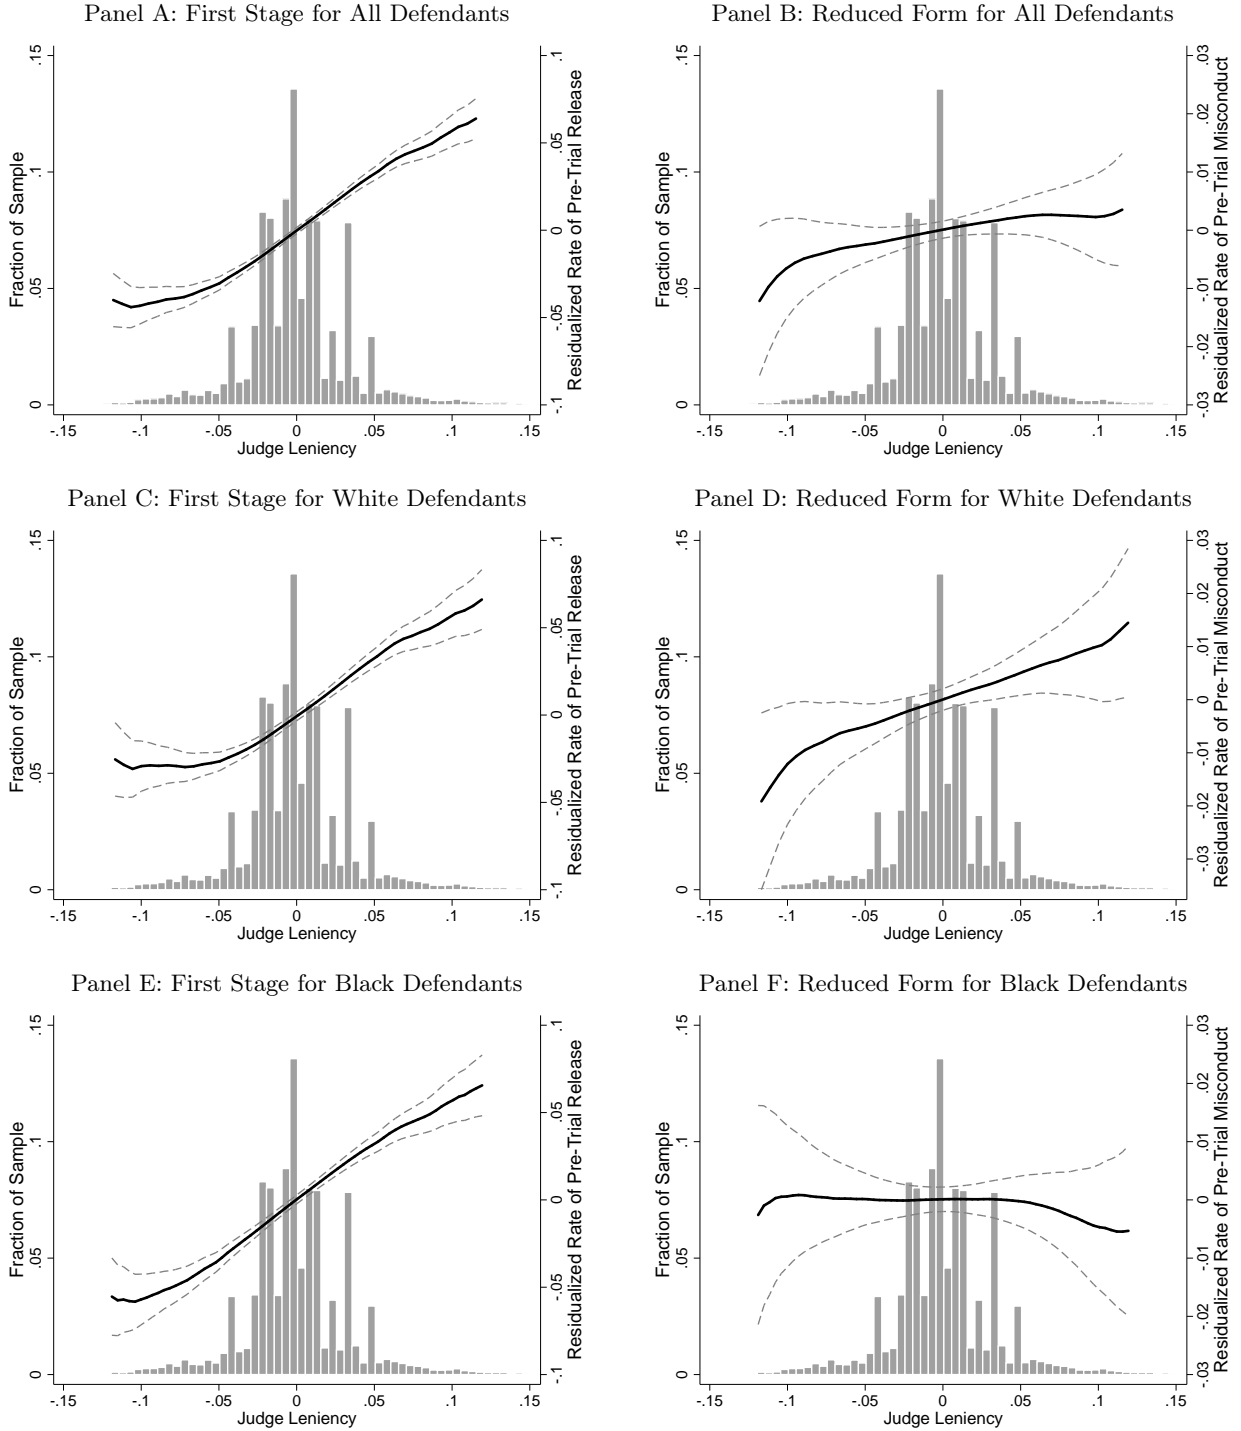 Panel A: First Stage for All Defendants
Fraction of Sample
0 .05 .1 .15
Residualized Rate of Pre-Trial Release
-.1 -.05 0 .05 .1
-.15 -.1 -.05 0 .05 .1 .15
Judge Leniency
Panel B: Reduced Form for All Defendants
Fraction of Sample
0 .05 .1 .15
Residualized Rate of Pre-Trial Misconduct
-.03 -.02 -.01 0 .01 .02 .03
-.15 -.1 -.05 0 .05 .1 .15
Judge Leniency
Panel C: First Stage for White Defendants
Fraction of Sample
0 .05 .1 .15
Residualized Rate of Pre-Trial Release
-.1 -.05 0 .05 .1
-.15 -.1 -.05 0 .05 .1 .15
Judge Leniency
Panel D: Reduced Form for White Defendants
Fraction of Sample
0 .05 .1 .15
Residualized Rate of Pre-Trial Misconduct
-.03 -.02 -.01 0 .01 .02 .03
-.15 -.1 -.05 0 .05 .1 .15
Judge Leniency
Panel E: First Stage for Black Defendants
Fraction of Sample
0 .05 .1 .15
Residualized Rate of Pre-Trial Release
-.1 -.05 0 .05 .1
-.15 -.1 -.05 0 .05 .1 .15
Judge Leniency
Panel F: Reduced Form for Black Defendants
Fraction of Sample
0 .05 .1 .15
Residualized Rate of Pre-Trial Misconduct
-.03 -.02 -.01 0 .01 .02 .03
-.15 -.1 -.05 0 .05 .1 .15
Judge Leniency